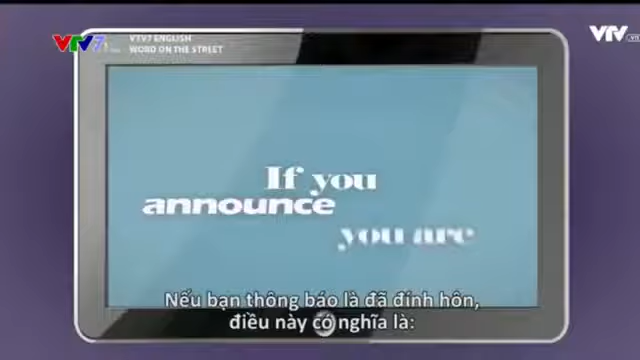 VTV7
VTV7 ENGLISH
WORD ON THE STREET
VTV
If you
announce
you are
Nếu bạn thông báo là đã đính hôn,
điều này có nghĩa là: